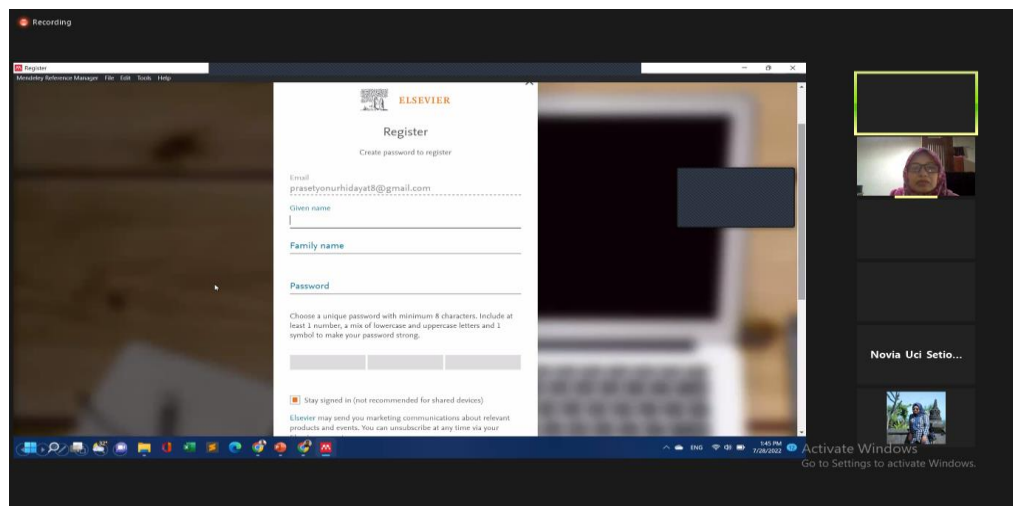 Recording
Register
Mendeley Reference Manager File Edit Tools Help
ELSEVIER
Register
Create password to register
Email
prasetyonurhidayat8@gmail.com
Given name
Family name
Password
Choose a unique password with minimum 8 characters. Include at
least 1 number, a mix of lowercase and uppercase letters and 1
symbol to make your password strong.
Stay signed in (not recommended for shared devices)
Elsevier may send you marketing communications about relevant
products and events. You can unsubscribe at any time via your
Novia Uci Setio...
ENG
1:45 PM
7/28/2022
Activate Windows
Go to Settings to activate Windows.